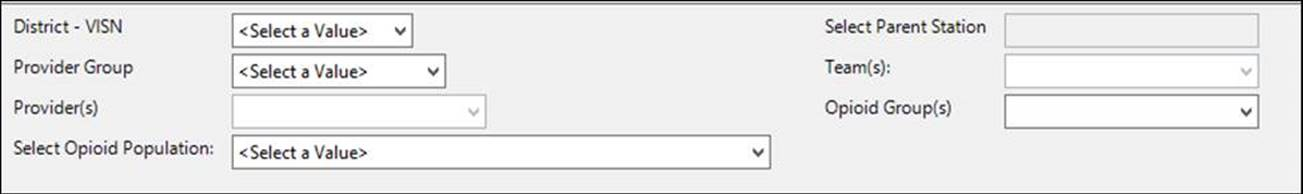 District - VISN <Select a Value> Select Parent Station
Provider Group <Select a Value> Team(s):
Provider(s) Opioid Group(s)
Select Opioid Population: <Select a Value>